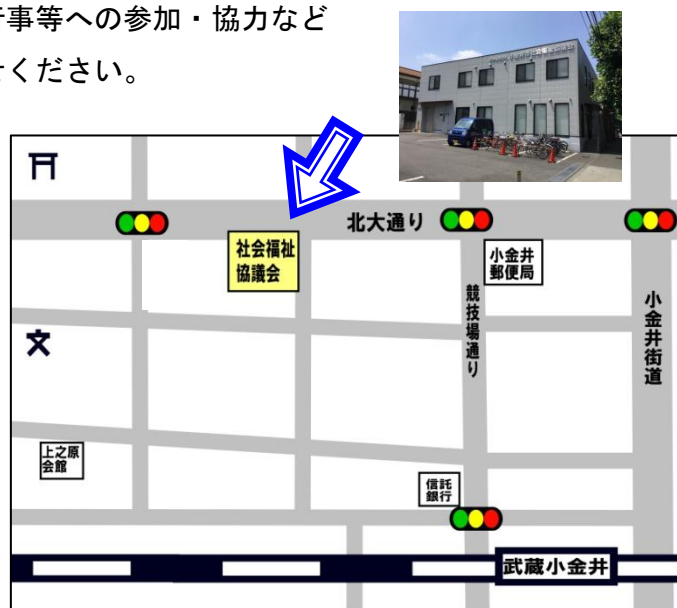 行事等への参加・協力など
せください。
北大通り
社会福祉
協議会
小金井
郵便局
競技場通り
小金井街道
文
上之原
会館
信託
銀行
武蔵小金井